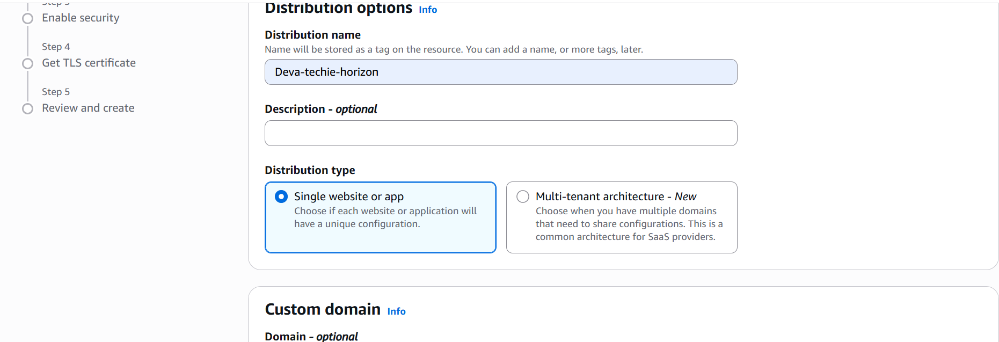 Step 3
Enable security
Step 4
Get TLS certificate
Step 5
Review and create
Distribution options Info
Distribution name
Name will be stored as a tag on the resource. You can add a name, or more tags, later.
Deva-techie-horizon
Description - optional
Distribution type
Single website or app
Choose if each website or application will
have a unique configuration.
Multi-tenant architecture - New
Choose when you have multiple domains
that need to share configurations. This is a
common architecture for SaaS providers.
Custom domain Info
Domain - optional